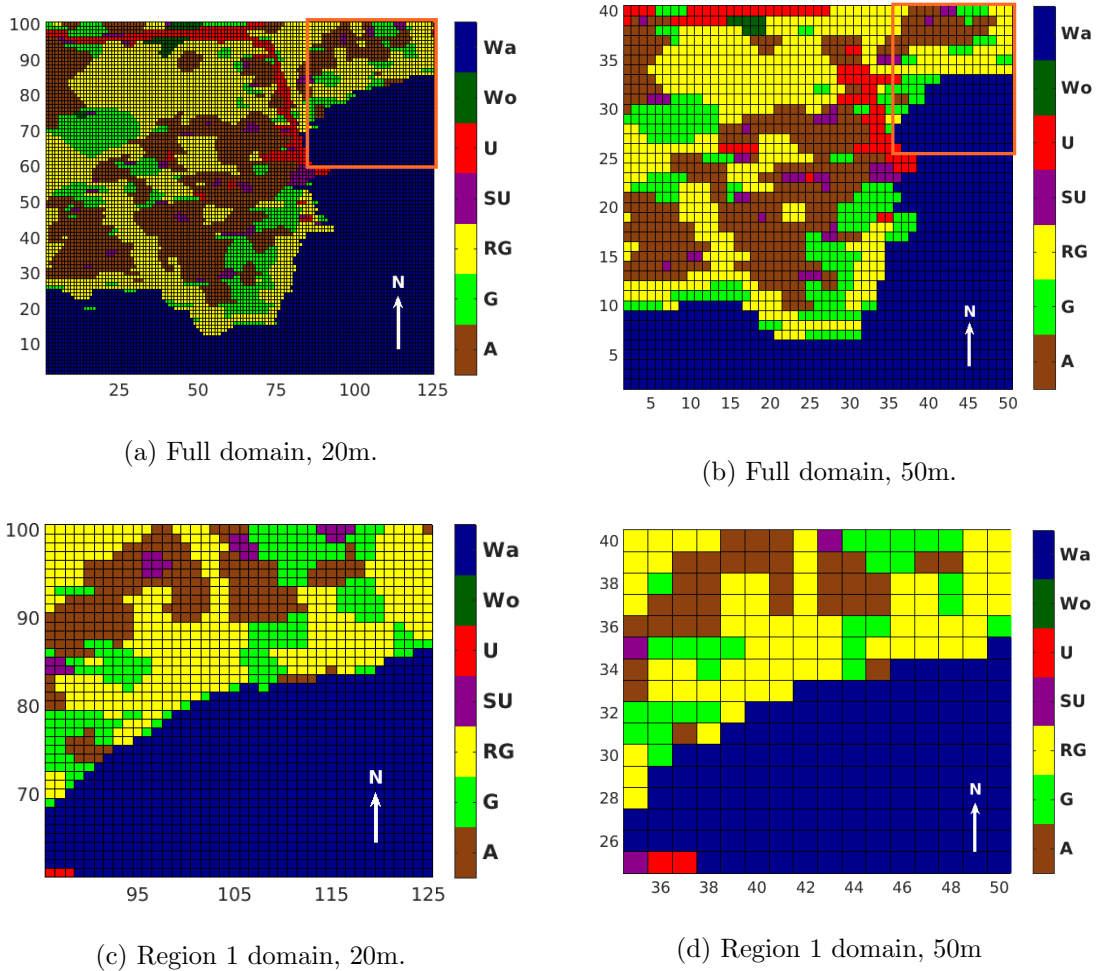 100
90
80
70
60
50
40
30
20
10
25 50 75 100 125
N
Wa
Wo
U
SU
RG
G
A
(a) Full domain, 20m.
40
35
30
25
20
15
10
5
5 10 15 20 25 30 35 40 45 50
N
Wa
Wo
U
SU
RG
G
A
(b) Full domain, 50m.
100
90
80
70
95 105 115 125
N
Wa
Wo
U
SU
RG
G
A
(c) Region 1 domain, 20m.
40
38
36
34
32
30
28
26
36 38 40 42 44 46 48 50
N
Wa
Wo
U
SU
RG
G
A
(d) Region 1 domain, 50m